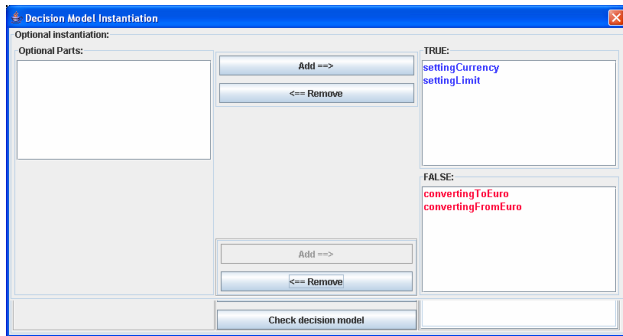 Decision Model Instantiation
Optional instantiation:
Optional Parts:
Add ==>
<== Remove
TRUE:
settingCurrency
settingLimit
FALSE:
convertingToEuro
convertingFromEuro
Add ==>
<== Remove
Check decision model